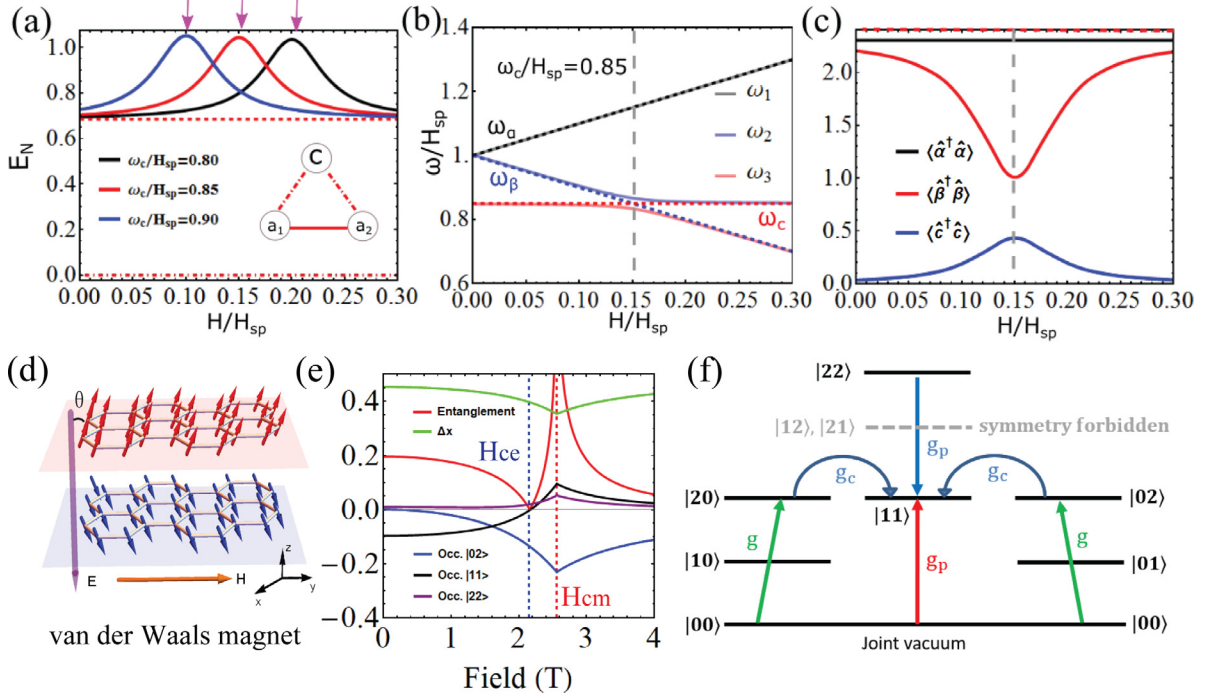 (a)
E_N
1.0
0.8
0.6
0.4
0.2
0.0
ω_c/H_sp=0.80
ω_c/H_sp=0.85
ω_c/H_sp=0.90
c
a₁
a₂
0.00 0.05 0.10 0.15 0.20 0.25 0.30
H/H_sp
(b)
ω/H_sp
1.4
1.2
1
0.8
0.6
ω_c/H_sp=0.85
ω_α
ω_β
ω_c
ω₁
ω₂
ω₃
0.00 0.05 0.10 0.15 0.20 0.25 0.30
H/H_sp
(c)
2.0
1.5
1.0
0.5
0.0
⟨α̂†α̂⟩
⟨β̂†β̂⟩
⟨ĉ†ĉ⟩
0.00 0.05 0.10 0.15 0.20 0.25 0.30
H/H_sp
(d)
θ
E
H
z
y
x
van der Waals magnet
(e)
0.4
0.2
0.0
−0.2
−0.4
Entanglement
Δx
Hce
Occ. |02>
Occ. |11>
Occ. |22>
Hcm
0 1 2 3 4
Field (T)
(f)
|22⟩
|12⟩, |21⟩
symmetry forbidden
g_p
g_c
g_c
|20⟩
|11⟩
|02⟩
g
g_p
g
|10⟩
|01⟩
|00⟩
|00⟩
Joint vacuum